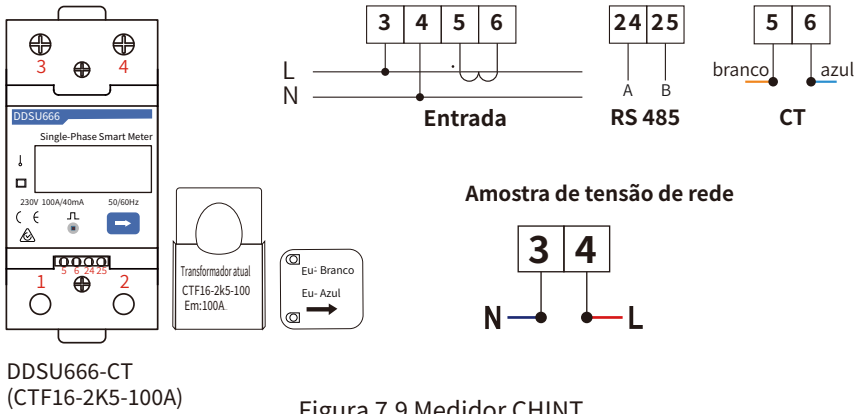 3 4
DDSU666
Single-Phase Smart Meter
230V 100A/40mA 50/60Hz
5 6 24 25
1 2
DDSU666-CT
(CTF16-2K5-100A)
Transformador atual
CTF16-2k5-100
Em:100A
Eu- Branco
Eu- Azul
3 4 5 6
L
N
Entrada
24 25
A B
RS 485
5 6
branco azul
CT
Amostra de tensão de rede
3 4
N L
Figura 7.9 Medidor CHINT